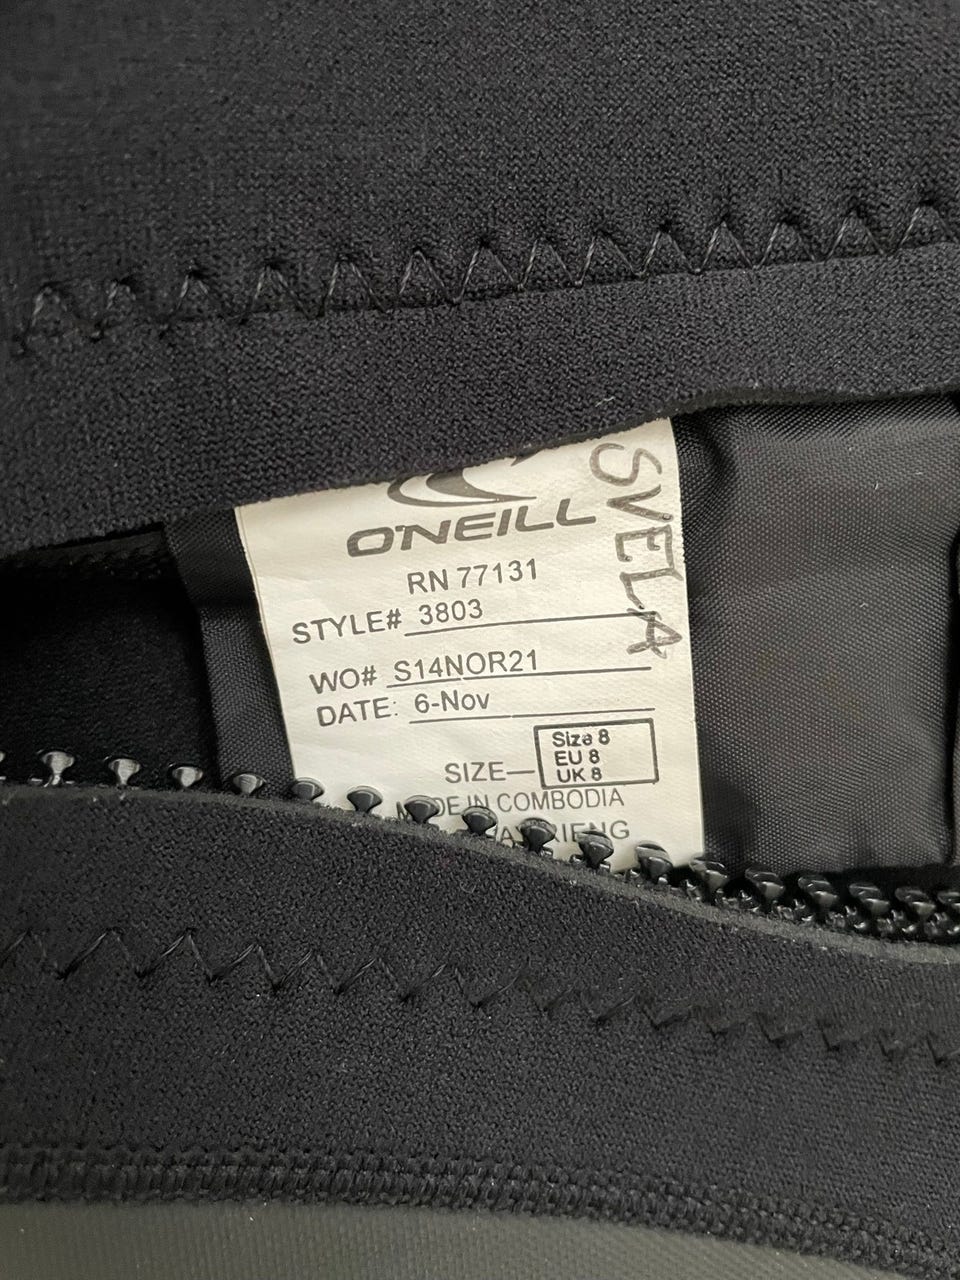 O'NEILL
RN 77131
STYLE# 3803
WO# S14NOR21
DATE: 6-Nov
SIZE—
Size 8
EU 8
UK 8
MADE IN COMBODIA
SVELA